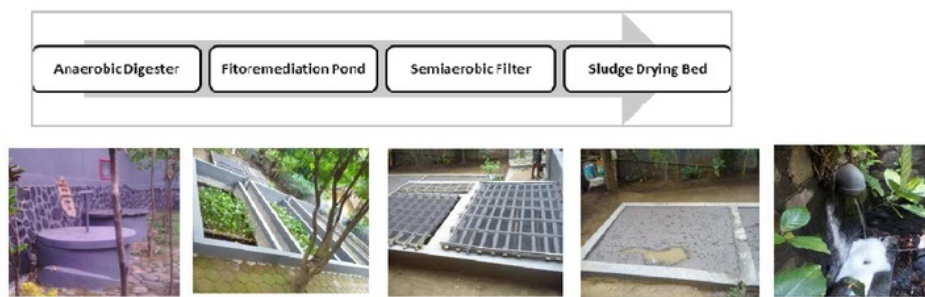 Anaerobic Digester
Fitoremediation Pond
Semiaerobic Filter
Sludge Drying Bed